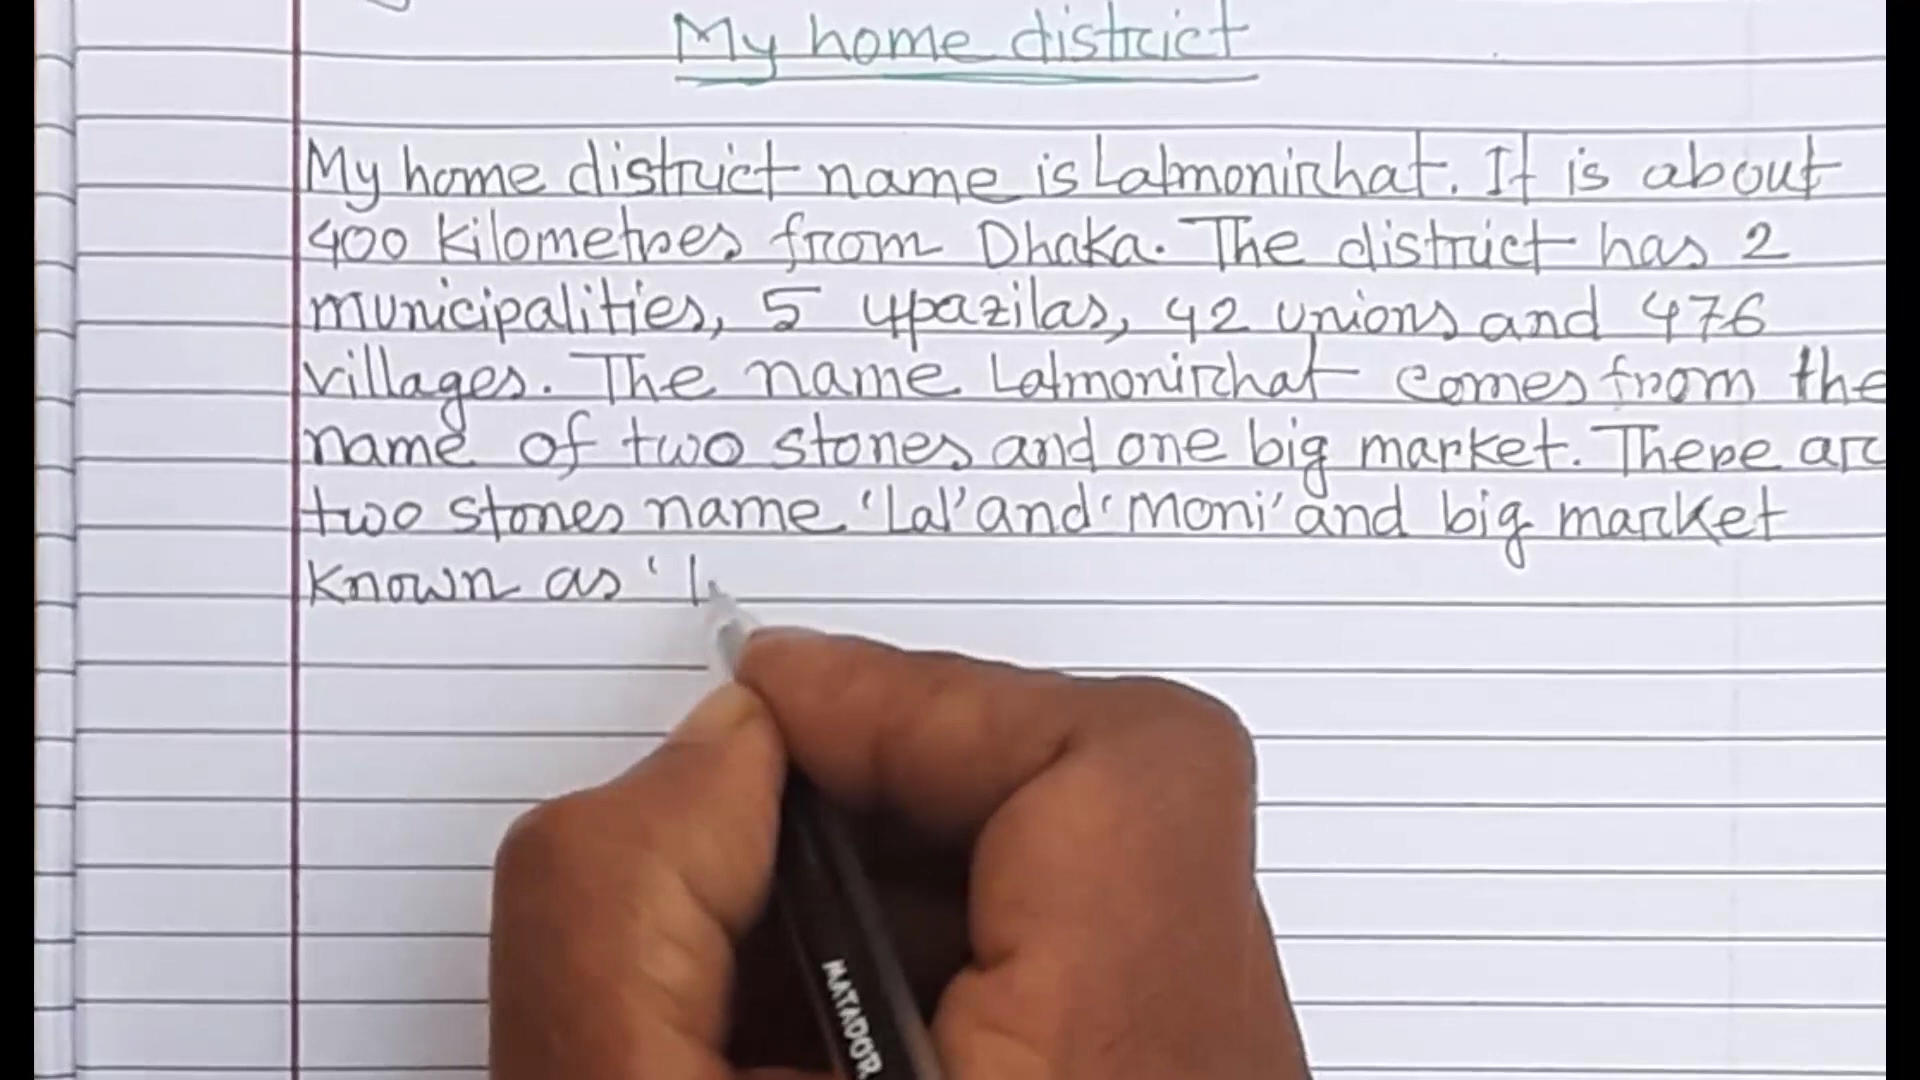 My home district
My home district name is Lalmonirhat. It is about
400 kilometres from Dhaka. The district has 2
municipalities, 5 upazilas, 42 unions and 476
villages. The name Lalmonirhat comes from the
name of two stones and one big market. There are
two stones name 'Lal' and 'Moni' and big market
known as '
MATADOR